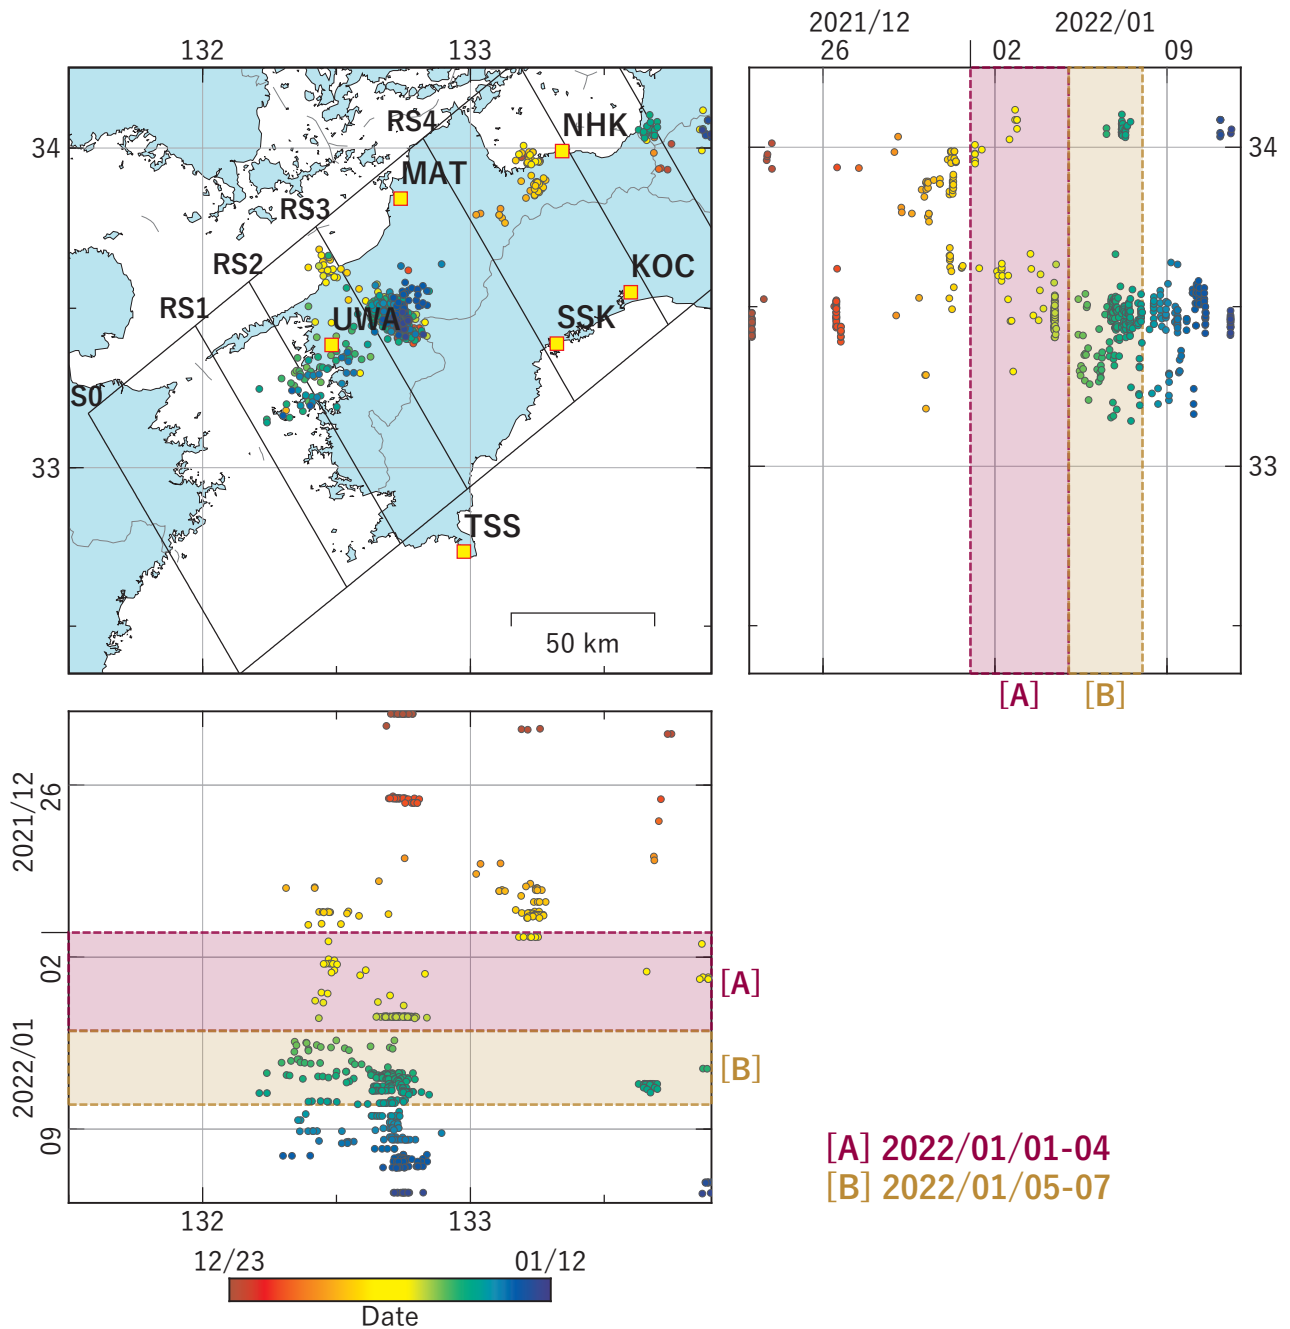 2021/12
2022/01
26
02
09
132
133
34
33
RS4
NHK
MAT
RS3
RS2
KOC
RS1
UWA
SSK
S0
TSS
50 km
34
33
[A]
[B]
2021/12
26
02
2022/01
09
[A]
[B]
132
133
[A] 2022/01/01-04
[B] 2022/01/05-07
12/23
01/12
Date